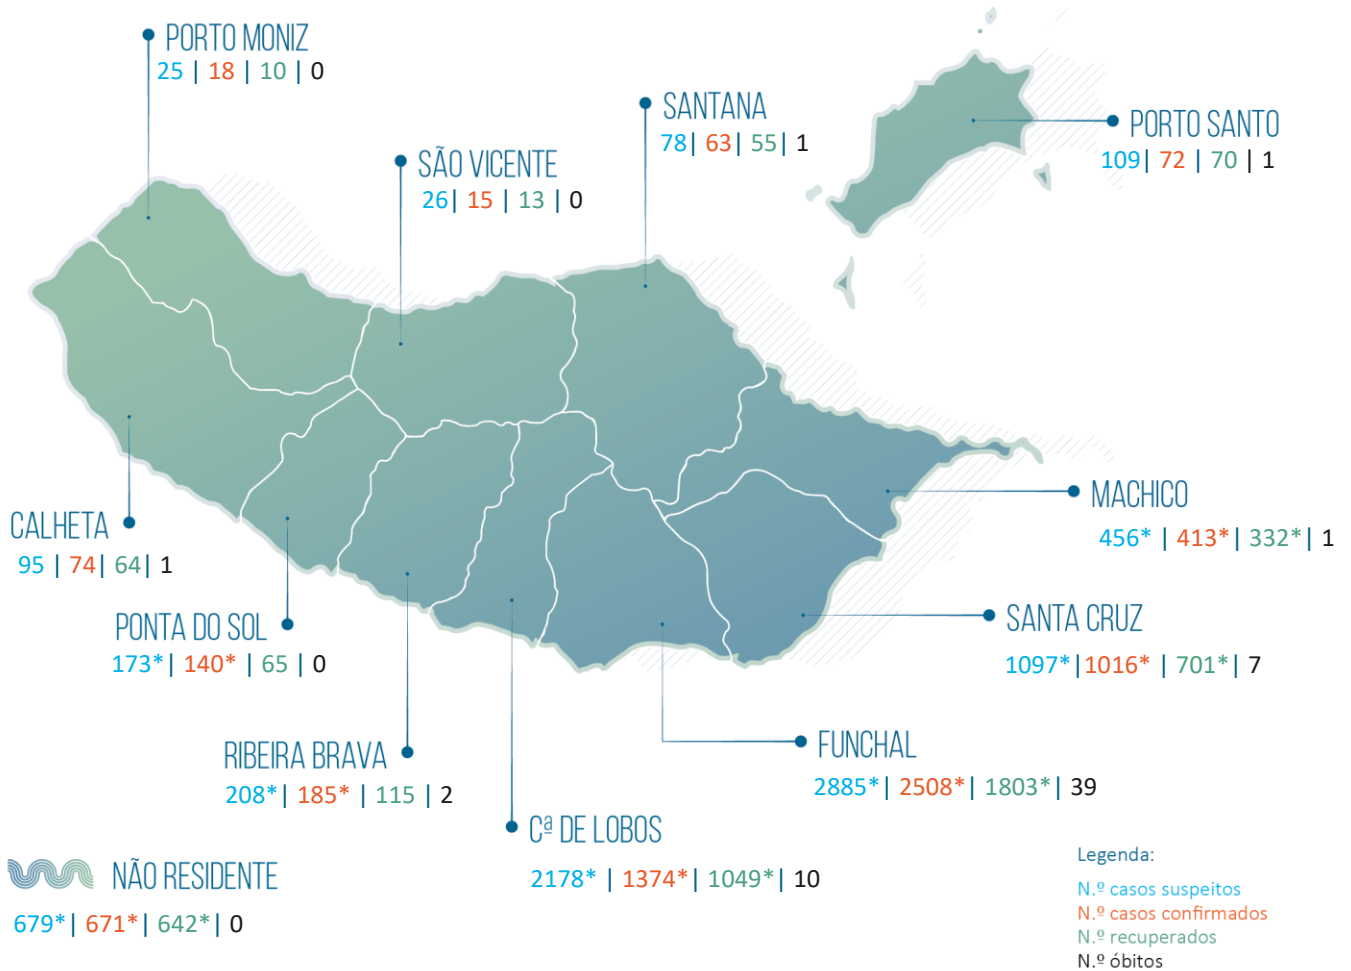 PORTO MONIZ
25 | 18 | 10 | 0
SANTANA
78| 63| 55| 1
PORTO SANTO
109| 72 | 70 | 1
SÃO VICENTE
26| 15 | 13 | 0
MACHICO
456* | 413*| 332*| 1
CALHETA
95 | 74| 64| 1
SANTA CRUZ
1097*|1016* | 701*| 7
PONTA DO SOL
173*| 140* | 65 | 0
RIBEIRA BRAVA
208*| 185* | 115 | 2
FUNCHAL
2885*| 2508*| 1803*| 39
Cª DE LOBOS
2178* | 1374*| 1049*| 10
NÃO RESIDENTE
679*| 671*| 642*| 0
Legenda:
N.º casos suspeitos
N.º casos confirmados
N.º recuperados
N.º óbitos